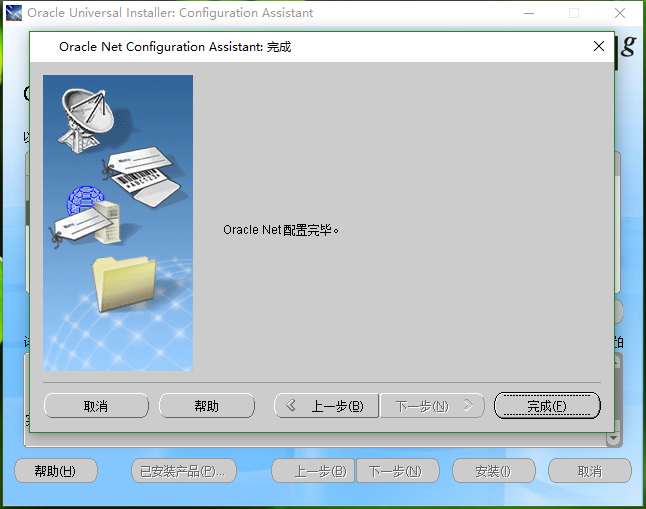 Oracle Universal Installer: Configuration Assistant
Oracle Net Configuration Assistant: 完成
g
Oracle Net配置完毕。
取消
帮助
上一步(B)
下一步(N)
完成(F)
帮助(H)
已安装产品(P)...
上一步(B)
下一步(N)
安装(I)
取消